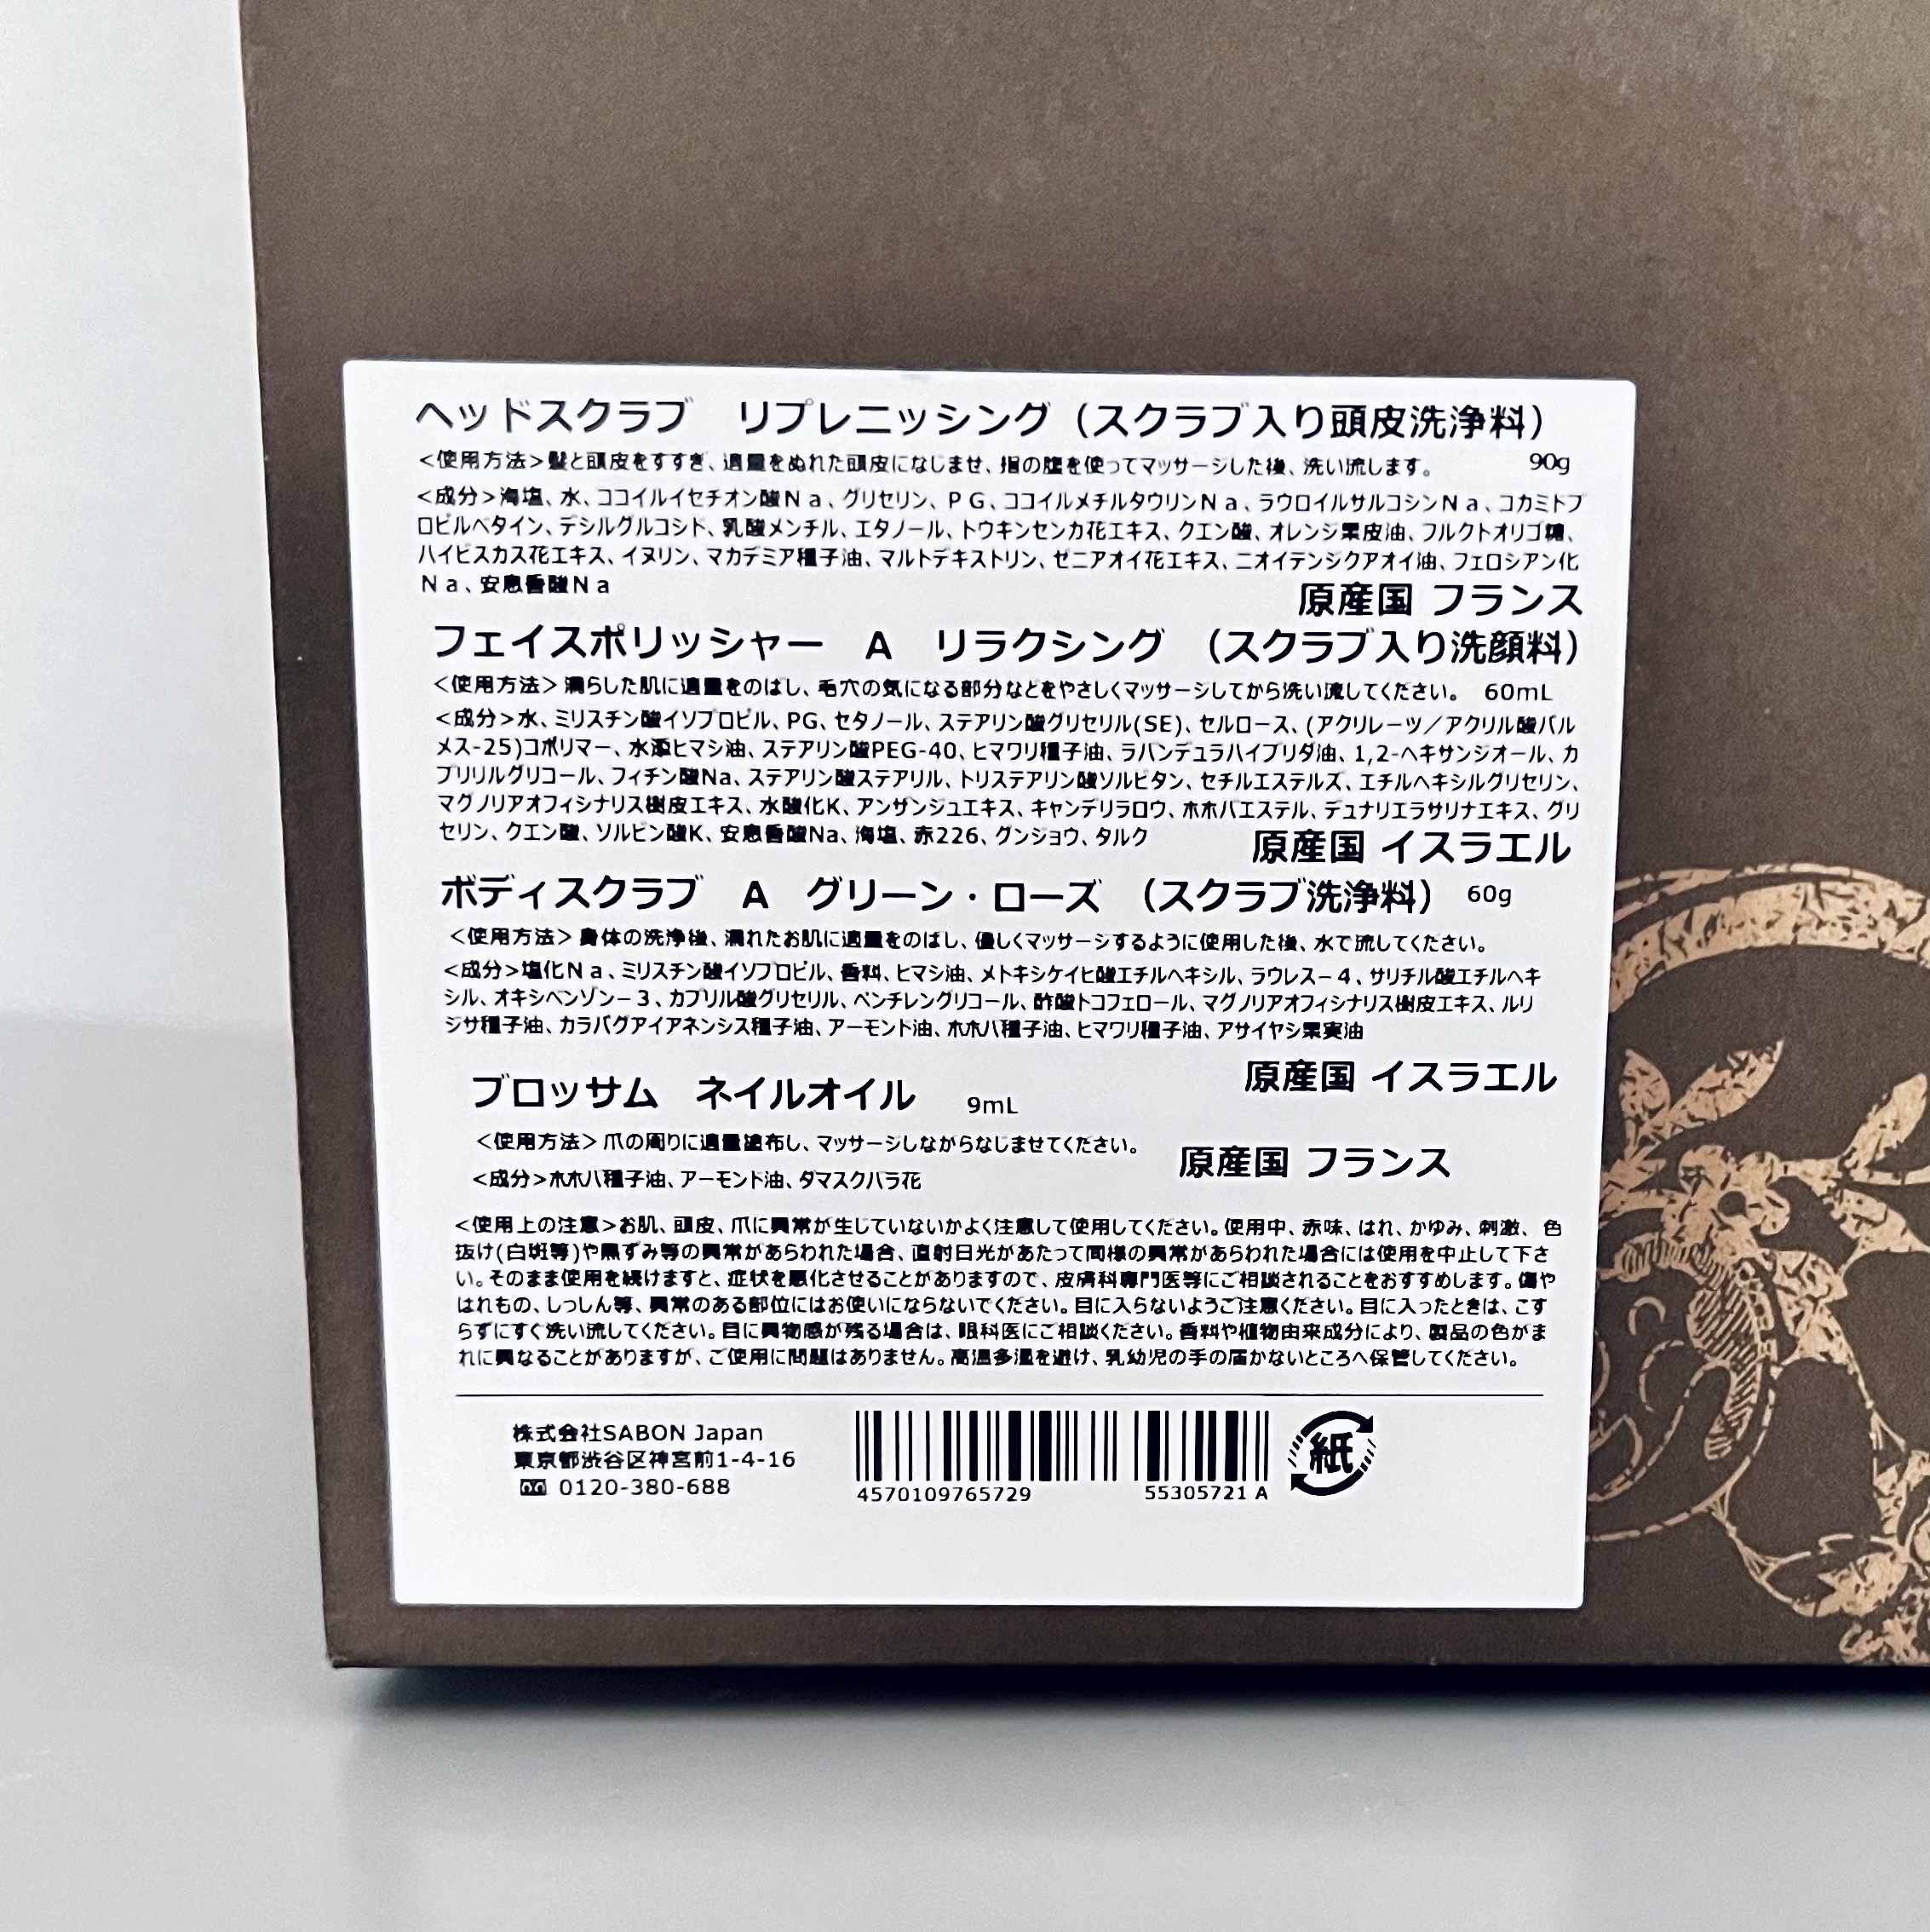 ヘッドスクラブ リプレニッシング（スクラブ入り頭皮洗浄料）
＜使用方法＞髪と頭皮をすすぎ、適量をぬれた頭皮になじませ、指の腹を使ってマッサージした後、洗い流します。 90g
＜成分＞海塩、水、ココイルイセチオン酸Ｎａ、グリセリン、ＰＧ、ココイルメチルタウリンＮａ、ラウロイルサルコシンＮａ、コカミドプ
ロピルベタイン、デシルグルコシド、乳酸メンチル、エタノール、トウキンセンカ花エキス、クエン酸、オレンジ果皮油、フルクトオリゴ糖、
ハイビスカス花エキス、イヌリン、マカデミア種子油、マルトデキストリン、ゼニアオイ花エキス、ニオイテンジクアオイ油、フェロシアン化
Ｎａ、安息香酸Ｎａ
原産国 フランス
フェイスポリッシャー A リラクシング （スクラブ入り洗顔料）
＜使用方法＞ 濡らした肌に適量をのばし、毛穴の気になる部分などをやさしくマッサージしてから洗い流してください。 60mL
＜成分＞水、ミリスチン酸イソプロピル、PG、セタノール、ステアリン酸グリセリル(SE)、セルロース、(アクリレーツ／アクリル酸パル
メス-25)コポリマー、水添ヒマシ油、ステアリン酸PEG-40、ヒマワリ種子油、ラバンデュラハイブリダ油、1,2-ヘキサンジオール、カ
プリリルグリコール、フィチン酸Na、ステアリン酸ステアリル、トリステアリン酸ソルビタン、セチルエステルズ、エチルヘキシルグリセリン、
マグノリアオフィシナリス樹皮エキス、水酸化K、アンザンジュエキス、キャンデリラロウ、ホホバエステル、デュナリエラサリナエキス、グリ
セリン、クエン酸、ソルビン酸K、安息香酸Na、海塩、赤226、グンジョウ、タルク
原産国 イスラエル
ボディスクラブ A グリーン・ローズ （スクラブ洗浄料） 60g
＜使用方法＞ 身体の洗浄後、濡れたお肌に適量をのばし、優しくマッサージするように使用した後、水で流してください。
＜成分＞塩化Ｎａ、ミリスチン酸イソプロピル、香料、ヒマシ油、メトキシケイヒ酸エチルヘキシル、ラウレス－４、サリチル酸エチルヘキ
シル、オキシベンゾン－３、カプリル酸グリセリル、ペンチレングリコール、酢酸トコフェロール、マグノリアオフィシナリス樹皮エキス、ルリ
ジサ種子油、カラパグアイアネンシス種子油、アーモンド油、ホホバ種子油、ヒマワリ種子油、アサイヤシ果実油
原産国 イスラエル
ブロッサム ネイルオイル 9mL
＜使用方法＞ 爪の周りに適量塗布し、マッサージしながらなじませてください。
原産国 フランス
＜成分＞ホホバ種子油、アーモンド油、ダマスクバラ花
＜使用上の注意＞お肌、頭皮、爪に異常が生じていないかよく注意して使用してください。使用中、赤味、はれ、かゆみ、刺激、色
抜け(白斑等)や黒ずみ等の異常があらわれた場合、直射日光があたって同様の異常があらわれた場合には使用を中止して下さ
い。そのまま使用を続けますと、症状を悪化させることがありますので、皮膚科専門医等にご相談されることをおすすめします。傷や
はれもの、しっしん等、異常のある部位にはお使いにならないでください。目に入らないようご注意ください。目に入ったときは、こす
らずにすぐ洗い流してください。目に異物感が残る場合は、眼科医にご相談ください。香料や植物由来成分により、製品の色がま
れに異なることがありますが、ご使用に問題はありません。高温多湿を避け、乳幼児の手の届かないところへ保管してください。
株式会社SABON Japan
東京都渋谷区神宮前1-4-16
0120-380-688
4570109765729 55305721 A
紙